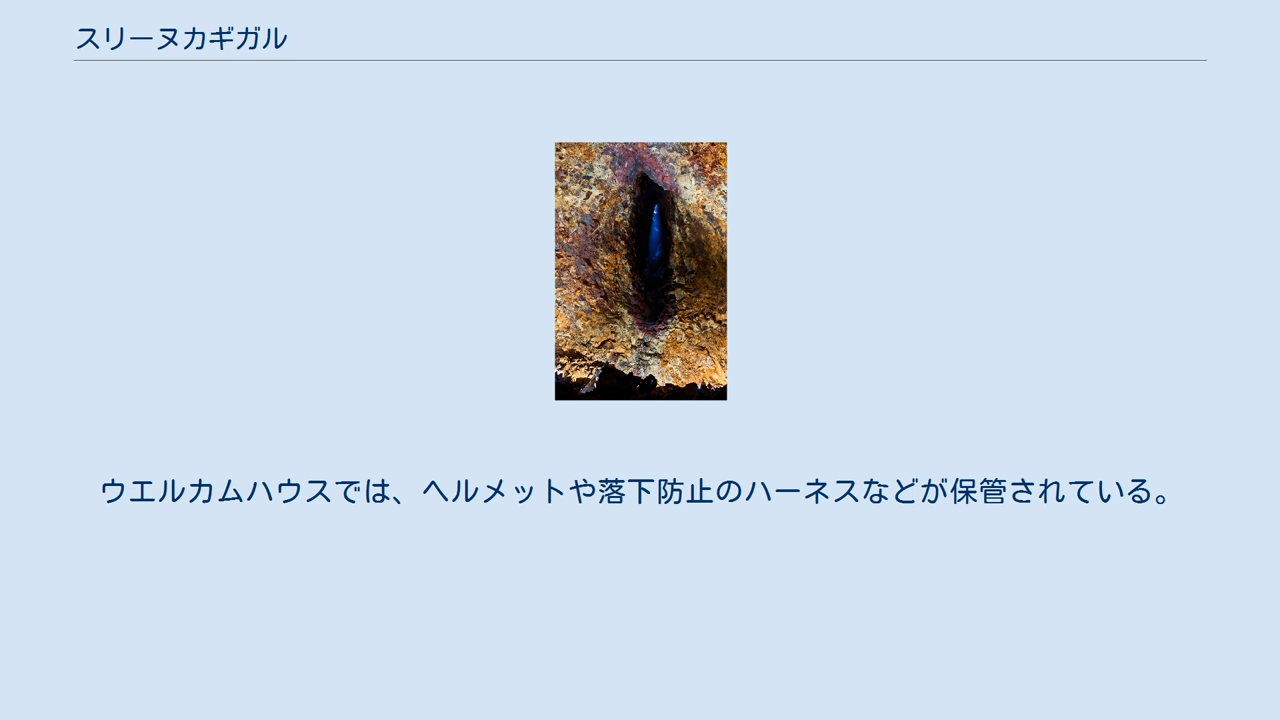 スリーヌカギガル
ウエルカムハウスでは、ヘルメットや落下防止のハーネスなどが保管されている。